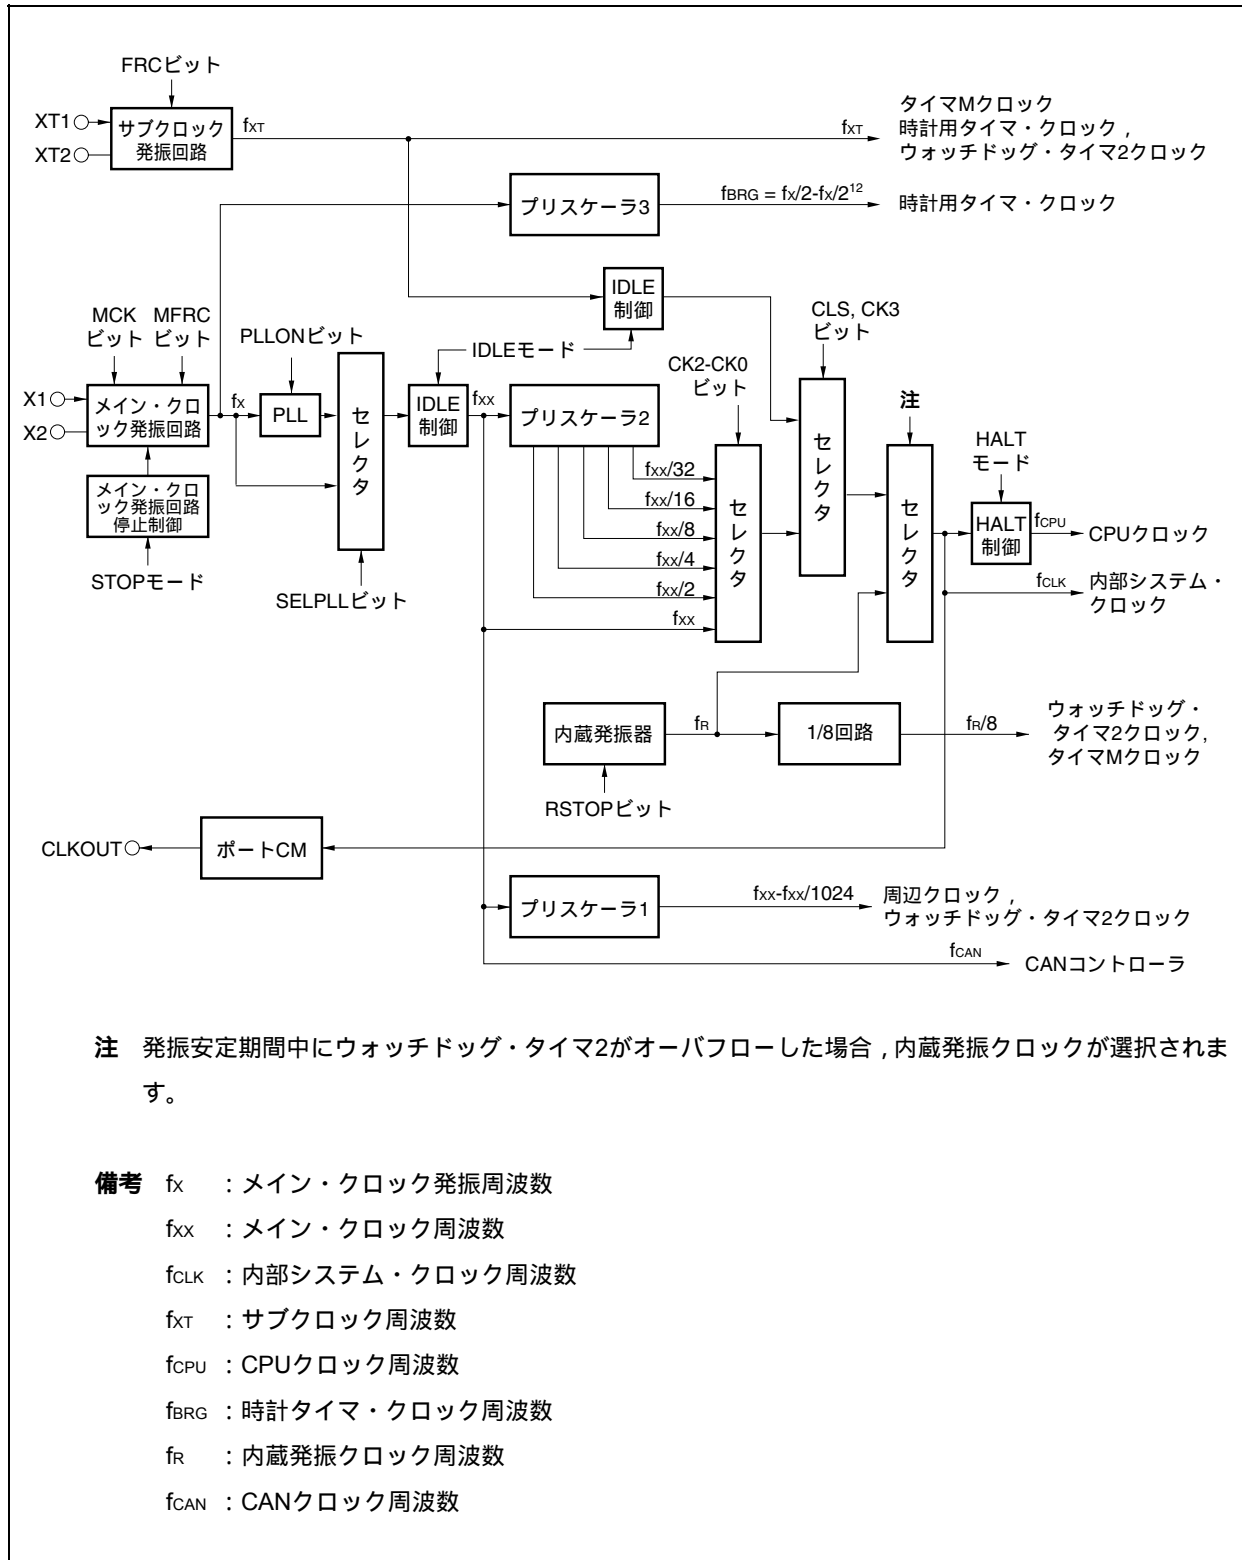 FRCビット
XT1
XT2
サブクロック
発振回路
fXT
fXT
タイマMクロック
時計用タイマ・クロック，
ウォッチドッグ・タイマ2クロック
プリスケーラ3
fBRG = fX/2-fX/2¹²
時計用タイマ・クロック
IDLE
制御
MCK
ビット
MFRC
ビット
PLLONビット
IDLEモード
CLS, CK3
ビット
CK2-CK0
ビット
X1
X2
メイン・クロ
ック発振回路
fX
PLL
セレクタ
IDLE
制御
fXX
プリスケーラ2
注
HALT
モード
メイン・クロ
ック発振回路
停止制御
STOPモード
SELPLLビット
fXX/32
fXX/16
fXX/8
fXX/4
fXX/2
fXX
セレクタ
セレクタ
セレクタ
HALT
制御
fCPU
CPUクロック
fCLK
内部システム・
クロック
内蔵発振器
fR
1/8回路
fR/8
ウォッチドッグ・
タイマ2クロック,
タイマMクロック
RSTOPビット
CLKOUT
ポートCM
プリスケーラ1
fXX-fXX/1024
周辺クロック，
ウォッチドッグ・タイマ2クロック
fCAN
CANコントローラ
注 発振安定期間中にウォッチドッグ・タイマ2がオーバフローした場合，内蔵発振クロックが選択されま
す。
備考 fX ：メイン・クロック発振周波数
fXX ：メイン・クロック周波数
fCLK ：内部システム・クロック周波数
fXT ：サブクロック周波数
fCPU ：CPUクロック周波数
fBRG ：時計タイマ・クロック周波数
fR ：内蔵発振クロック周波数
fCAN ：CANクロック周波数